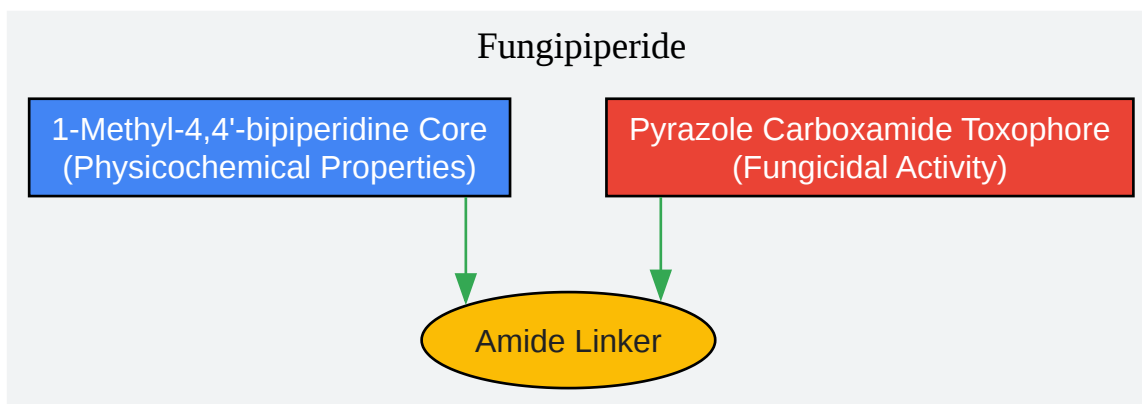 Fungipiperide
1-Methyl-4,4'-bipiperidine Core
(Physicochemical Properties)
Pyrazole Carboxamide Toxophore
(Fungicidal Activity)
Amide Linker